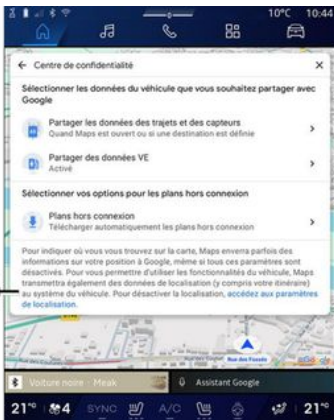 10°C 10:44
Centre de confidentialité
Sélectionner les données du véhicule que vous souhaitez partager avec
Google
Partager les données des trajets et des capteurs
Quand Maps est ouvert ou si une destination est définie
Partager des données VE
Activé
Sélectionner vos options pour les plans hors connexion
Plans hors connexion
Télécharger automatiquement les plans hors connexion
Pour indiquer où vous vous trouvez sur la carte, Maps enverra parfois des
informations sur votre position à Google, même si tous ces paramètres sont
désactivés. Pour vous permettre d'utiliser les fonctionnalités du véhicule, Maps
transmettra également des données de localisation (y compris votre itinéraire)
au système du véhicule. Pour désactiver la localisation, accédez aux paramètres
de localisation.
Rue des Fossés
Voiture noire · Meak Assistant Google
21°° 4 SYNC A/C 21°°